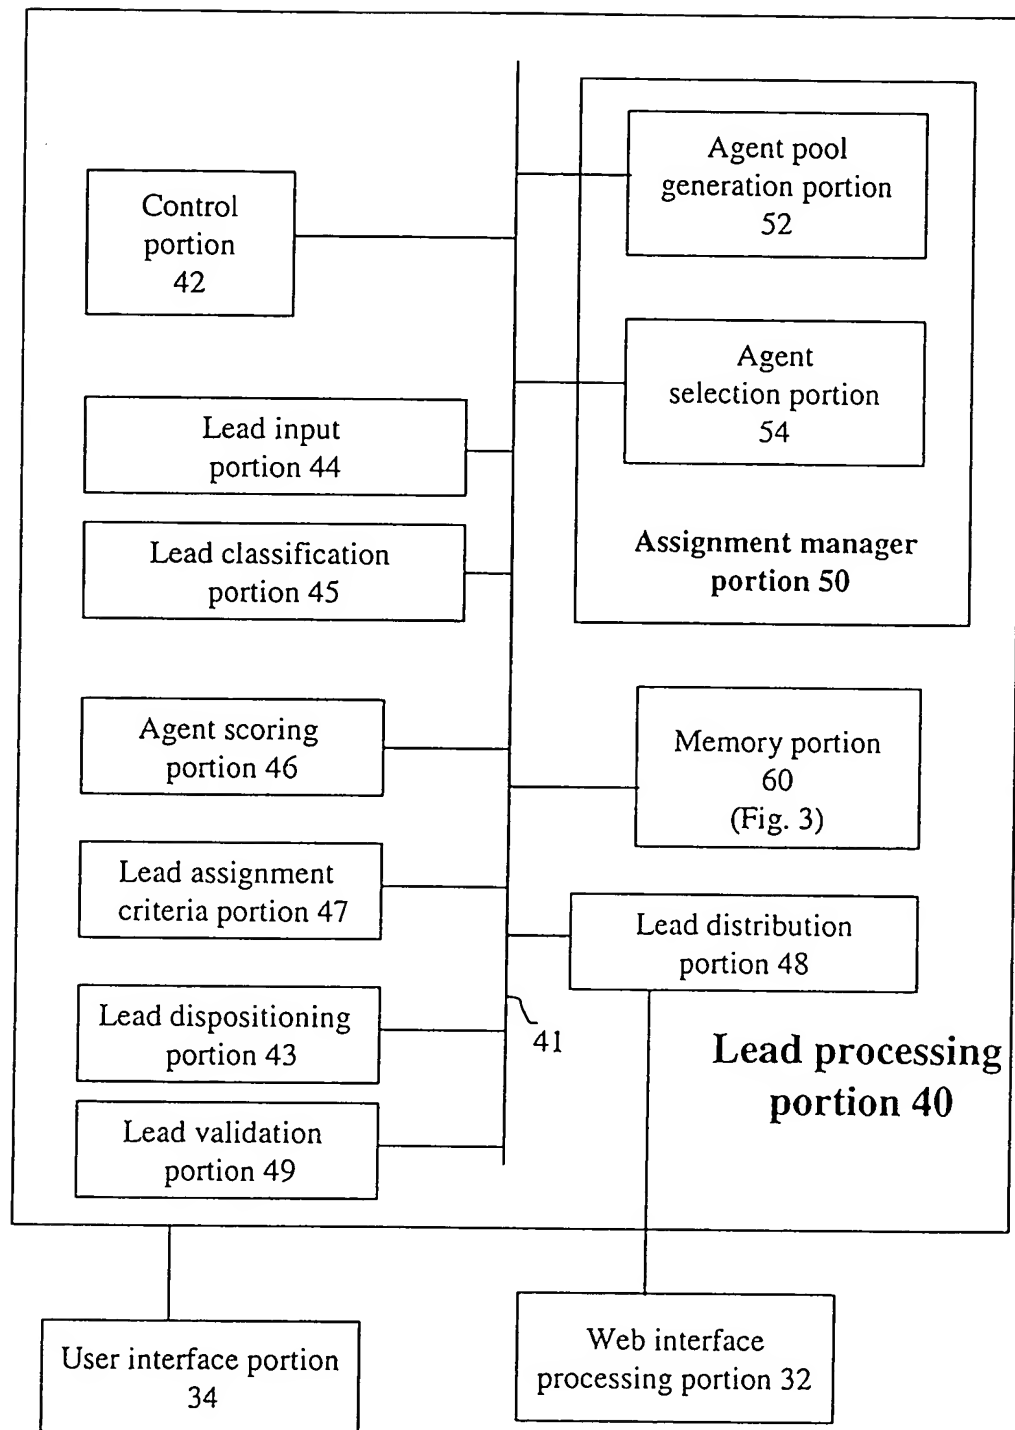 Agent pool
generation portion
52
Control
portion
42
Agent
selection portion
54
Lead input
portion 44
Lead classification
portion 45
Assignment manager
portion 50
Agent scoring
portion 46
Memory portion
60
(Fig. 3)
Lead assignment
criteria portion 47
Lead distribution
portion 48
Lead dispositioning
portion 43
41
Lead processing
portion 40
Lead validation
portion 49
User interface portion
34
Web interface
processing portion 32